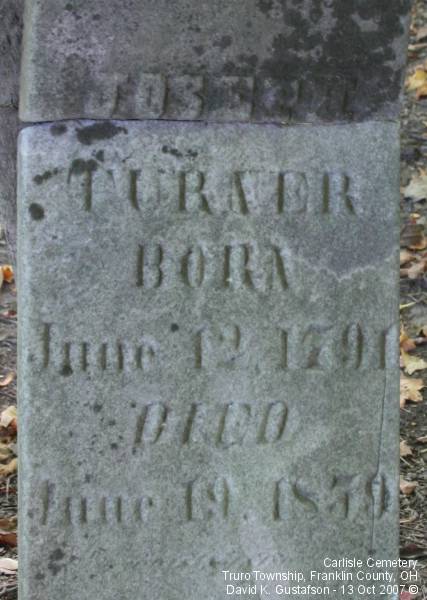 JOSEPH
TURNER
BORN
June 12, 1791
DIED
June 19, 1859
Carlisle Cemetery
Truro Township, Franklin County, OH
David K. Gustafson - 13 Oct 2007 ©